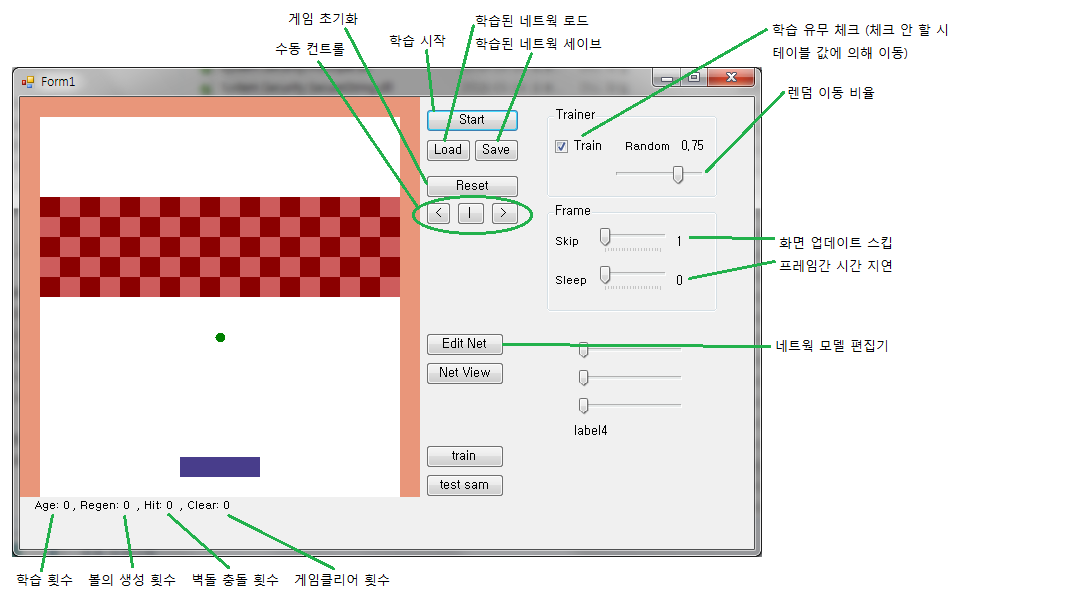 게임 초기화
학습된 네트웍 로드
수동 컨트롤
학습 시작
학습된 네트웍 세이브
학습 유무 체크 (체크 안 할 시
테이블 값에 의해 이동)
Form1
렌덤 이동 비율
Start
Trainer
Load
Save
Train
Random
0,75
Reset
<
|
>
Frame
Skip
1
화면 업데이트 스킵
프레임간 시간 지연
Sleep
0
Edit Net
네트웍 모델 편집기
Net View
label4
train
test sam
Age: 0 , Regen: 0 , Hit: 0 , Clear: 0
학습 횟수
볼의 생성 횟수
벽돌 충돌 횟수
게임클리어 횟수